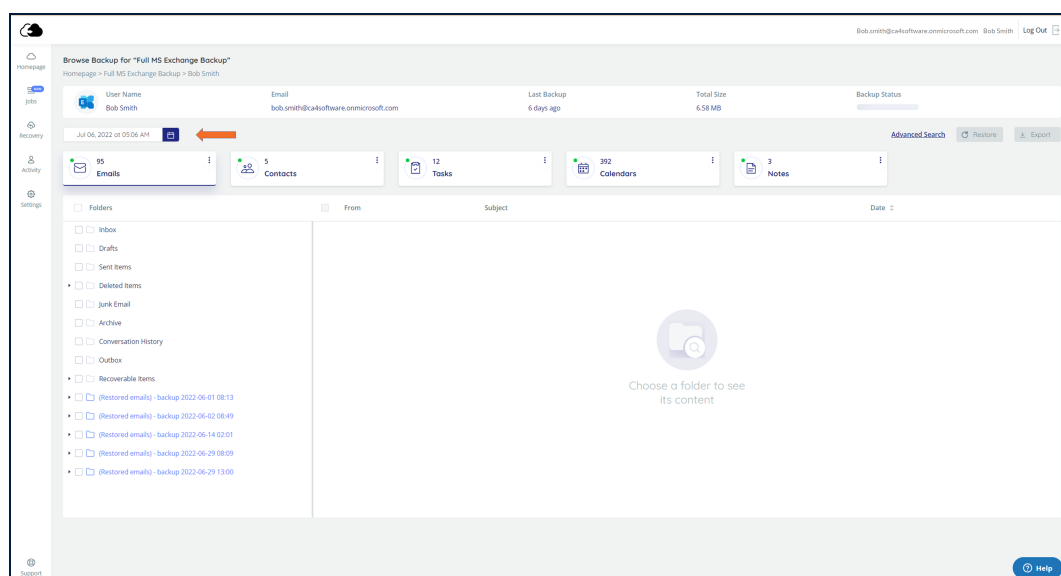 Bob.smith@ca4software.onmicrosoft.com Bob Smith Log Out
Homepage
Jobs
Recovery
Activity
Settings
Support
Browse Backup for "Full MS Exchange Backup"
Homepage > Full MS Exchange Backup > Bob Smith
User Name Email Last Backup Total Size Backup Status
Bob Smith bob.smith@ca4software.onmicrosoft.com 6 days ago 6.58 MB
Jul 06, 2022 at 05:06 AM Advanced Search Restore Export
95 5 12 392 3
Emails Contacts Tasks Calendars Notes
Folders From Subject Date
Inbox
Drafts
Sent Items
Deleted Items
Junk Email
Archive
Conversation History
Outbox
Recoverable Items
(Restored emails) - backup 2022-06-01 08:13
(Restored emails) - backup 2022-06-02 08:49
(Restored emails) - backup 2022-06-14 02:01
(Restored emails) - backup 2022-06-29 08:09
(Restored emails) - backup 2022-06-29 13:00
Choose a folder to see
its content
Help